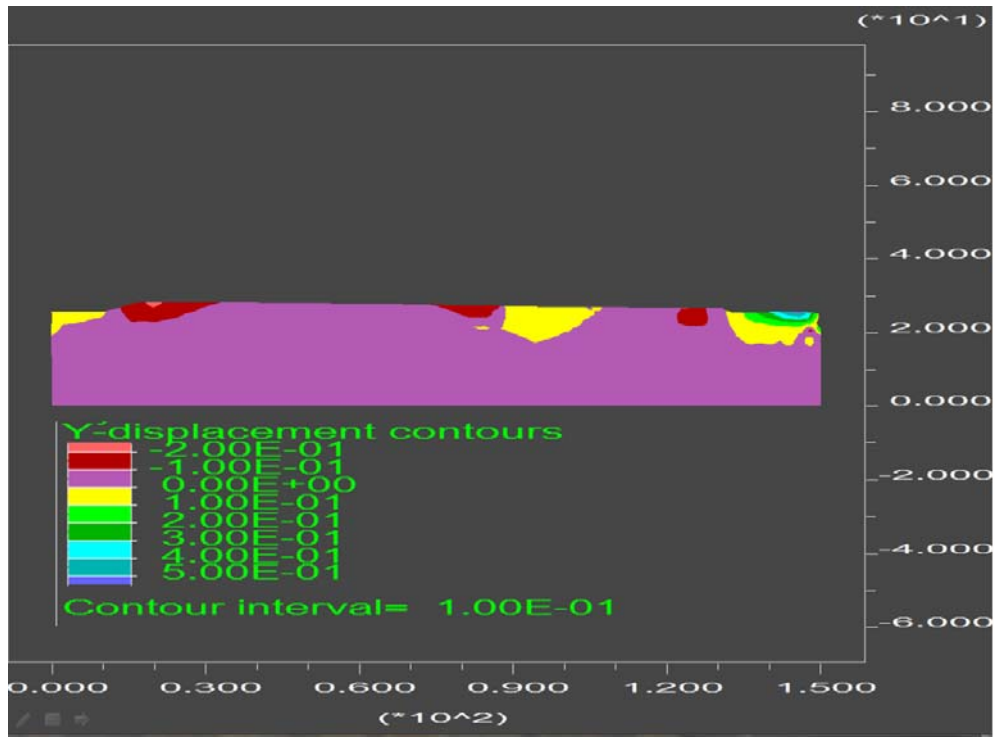 (*10^1)
8.000
6.000
4.000
2.000
0.000
-2.000
-4.000
-6.000
Y-displacement contours
-2.00E-01
-1.00E-01
0.00E+00
1.00E-01
2.00E-01
3.00E-01
4.00E-01
5.00E-01
Contour interval= 1.00E-01
0.000 0.300 0.600 0.900 1.200 1.500
(*10^2)